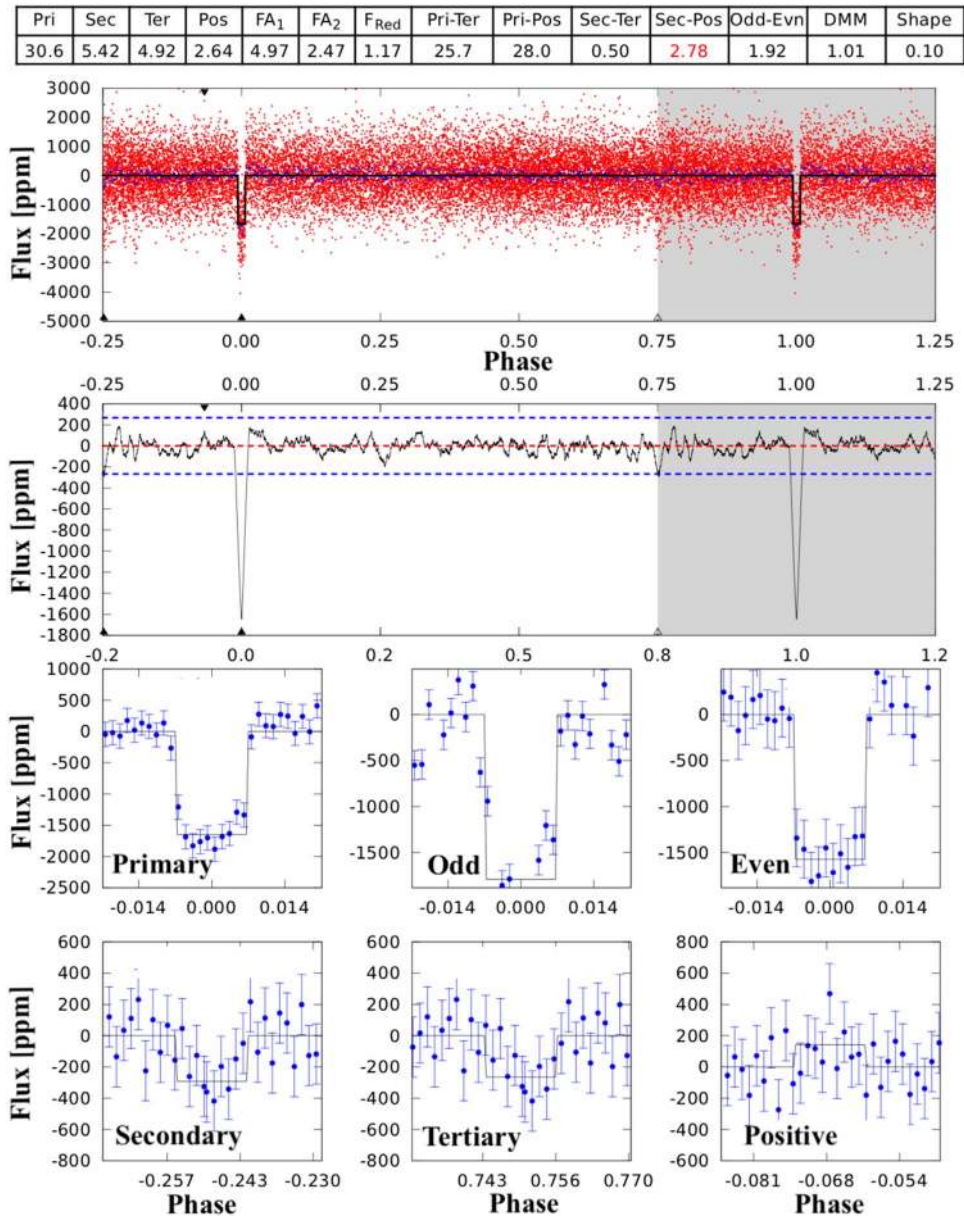 Pri Sec Ter Pos FA1 FA2 FRed Pri-Ter Pri-Pos Sec-Ter Sec-Pos Odd-Evn DMM Shape
30.6 5.42 4.92 2.64 4.97 2.47 1.17 25.7 28.0 0.50 2.78 1.92 1.01 0.10
3000
2000
1000
0
-1000
-2000
-3000
-4000
-5000
Flux [ppm]
-0.25 0.00 0.25 0.50 0.75 1.00 1.25
Phase
-0.25 0.00 0.25 0.50 0.75 1.00 1.25
400
200
0
-200
-400
-600
-800
-1000
-1200
-1400
-1600
-1800
Flux [ppm]
-0.2 0.0 0.2 0.5 0.8 1.0 1.2
1000
500
0
-500
-1000
-1500
-2000
-2500
Flux [ppm]
Primary
-0.014 0.000 0.014
0
-500
-1000
-1500
Odd
-0.014 0.000 0.014
0
-500
-1000
-1500
Even
-0.014 0.000 0.014
600
400
200
0
-200
-400
-600
-800
Flux [ppm]
Secondary
-0.257 -0.243 -0.230
Phase
600
400
200
0
-200
-400
-600
-800
Tertiary
0.743 0.756 0.770
Phase
800
600
400
200
0
-200
-400
-600
Positive
-0.081 -0.068 -0.054
Phase